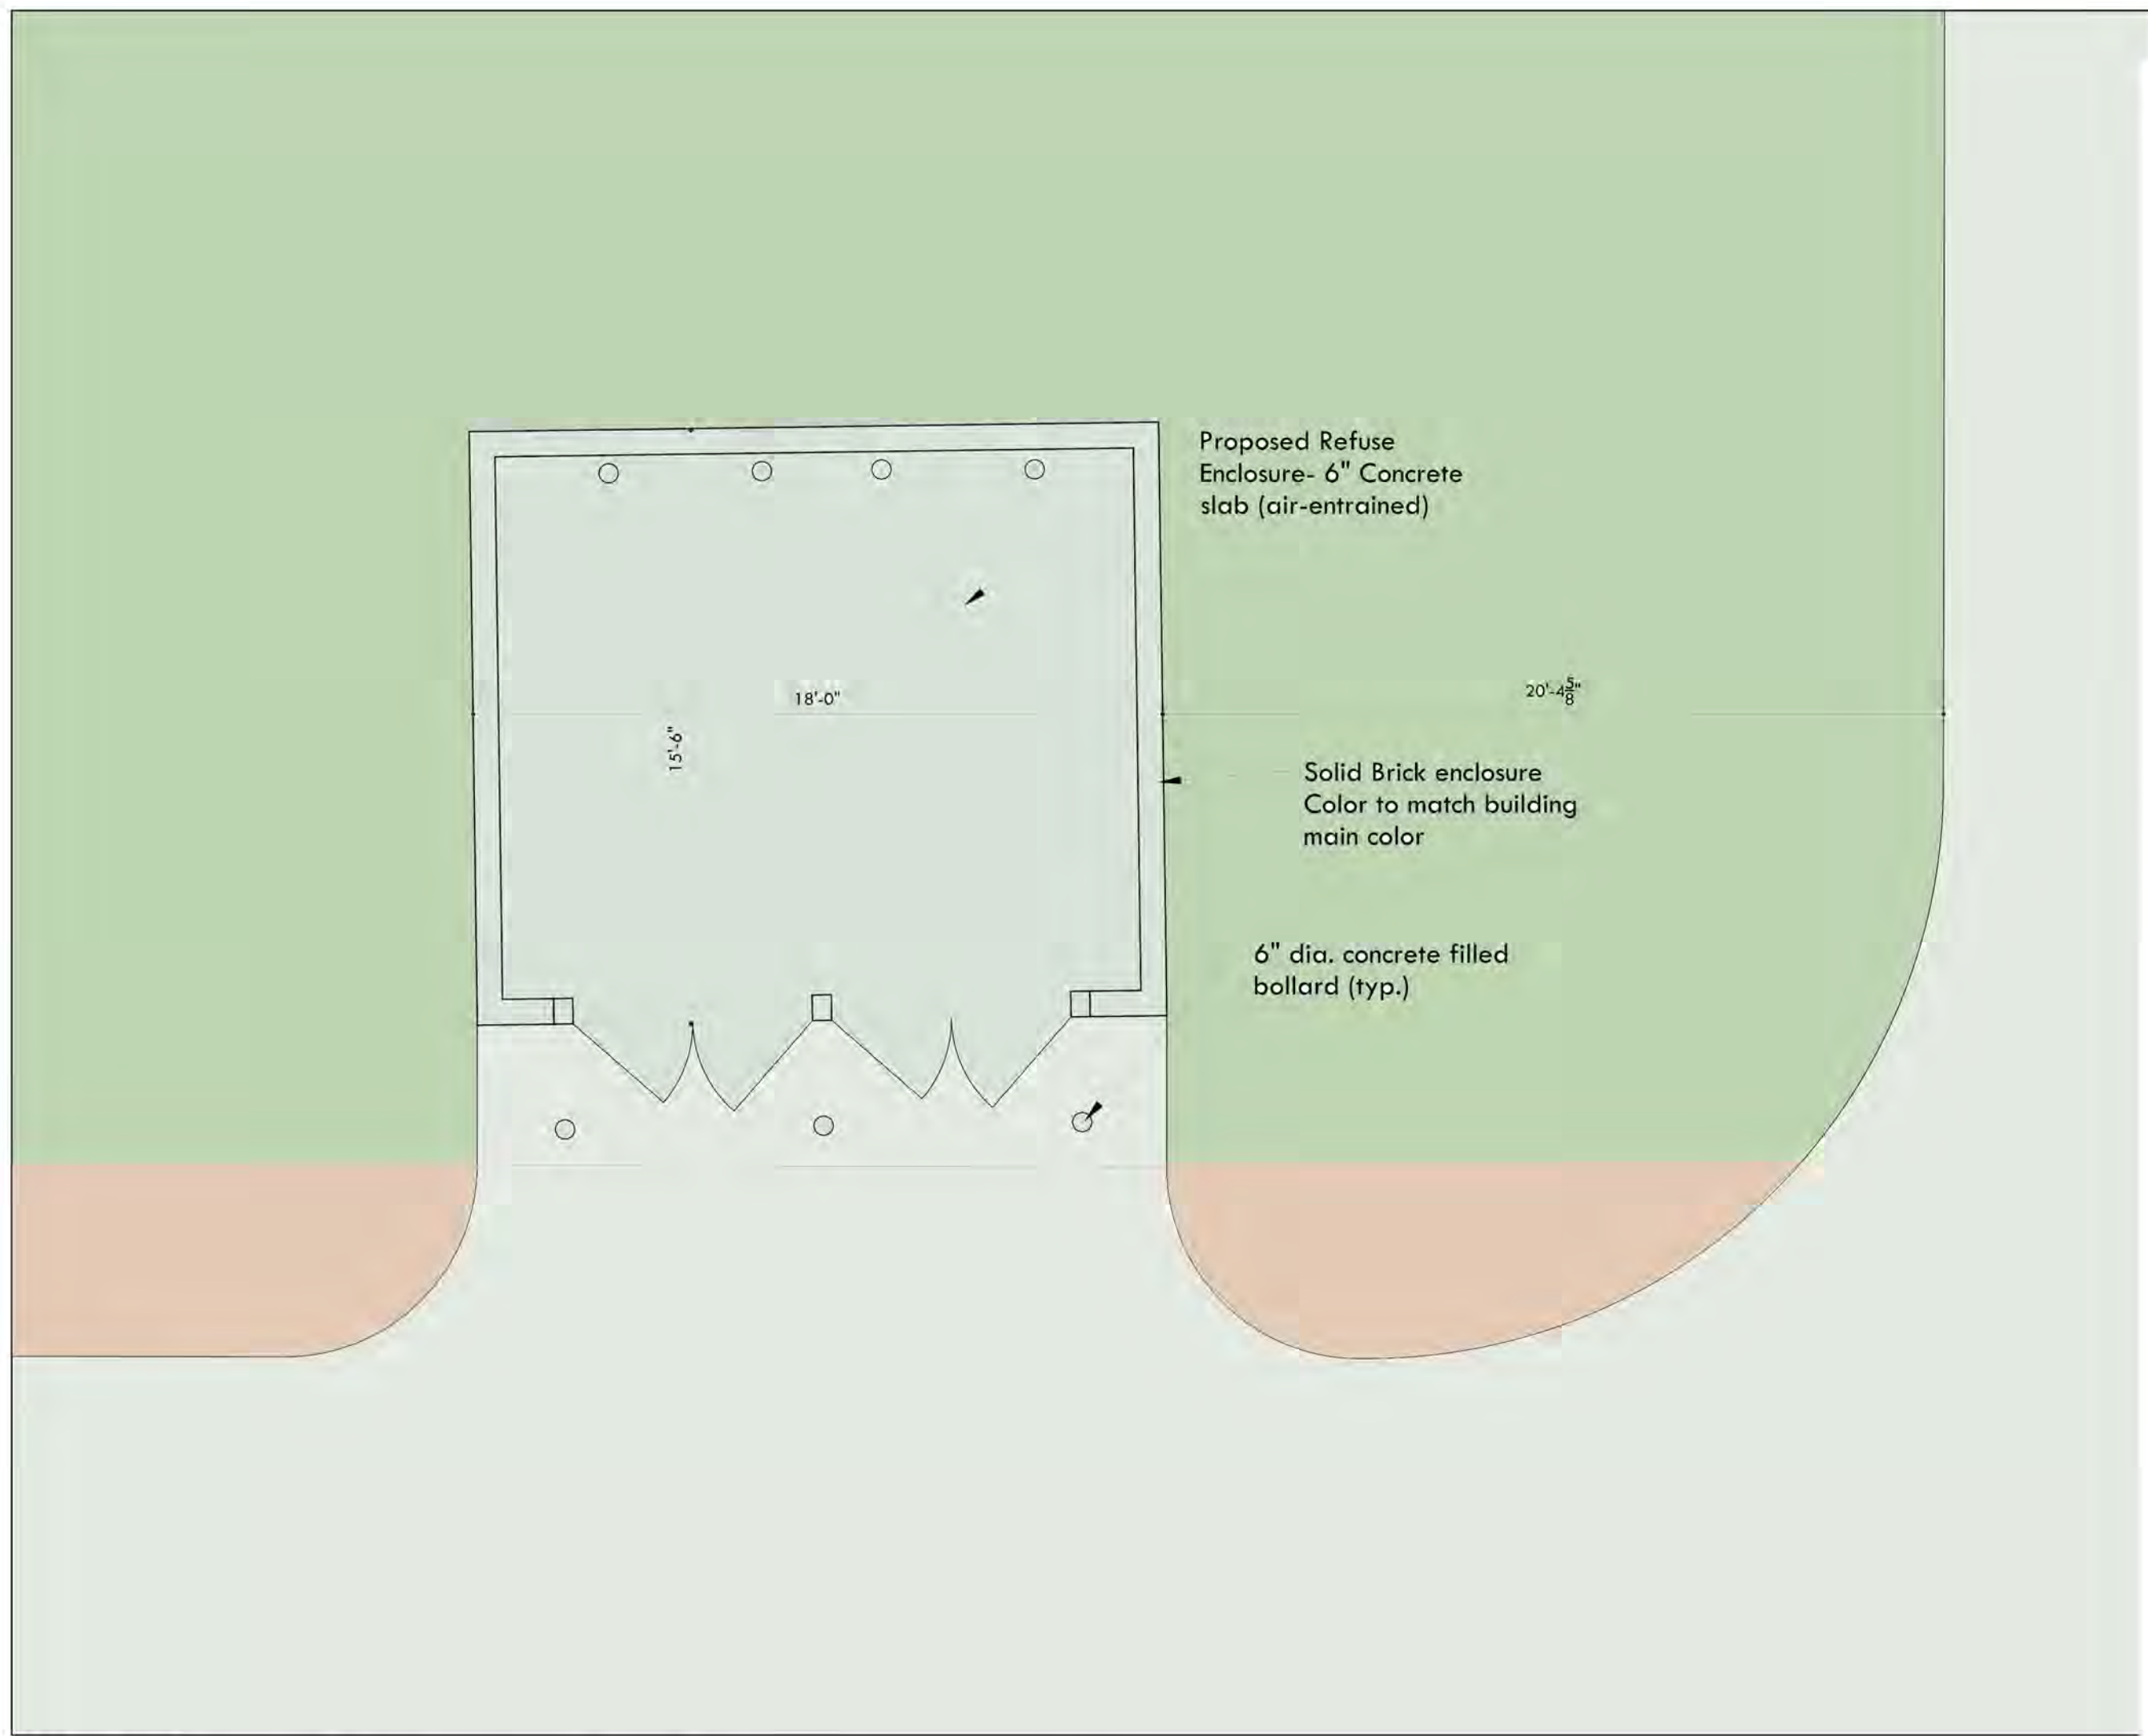 Proposed Refuse
Enclosure- 6" Concrete
slab (air-entrained)
18'-0"
20'-4 5/8"
15'-6"
Solid Brick enclosure
Color to match building
main color
6" dia. concrete filled
bollard (typ.)